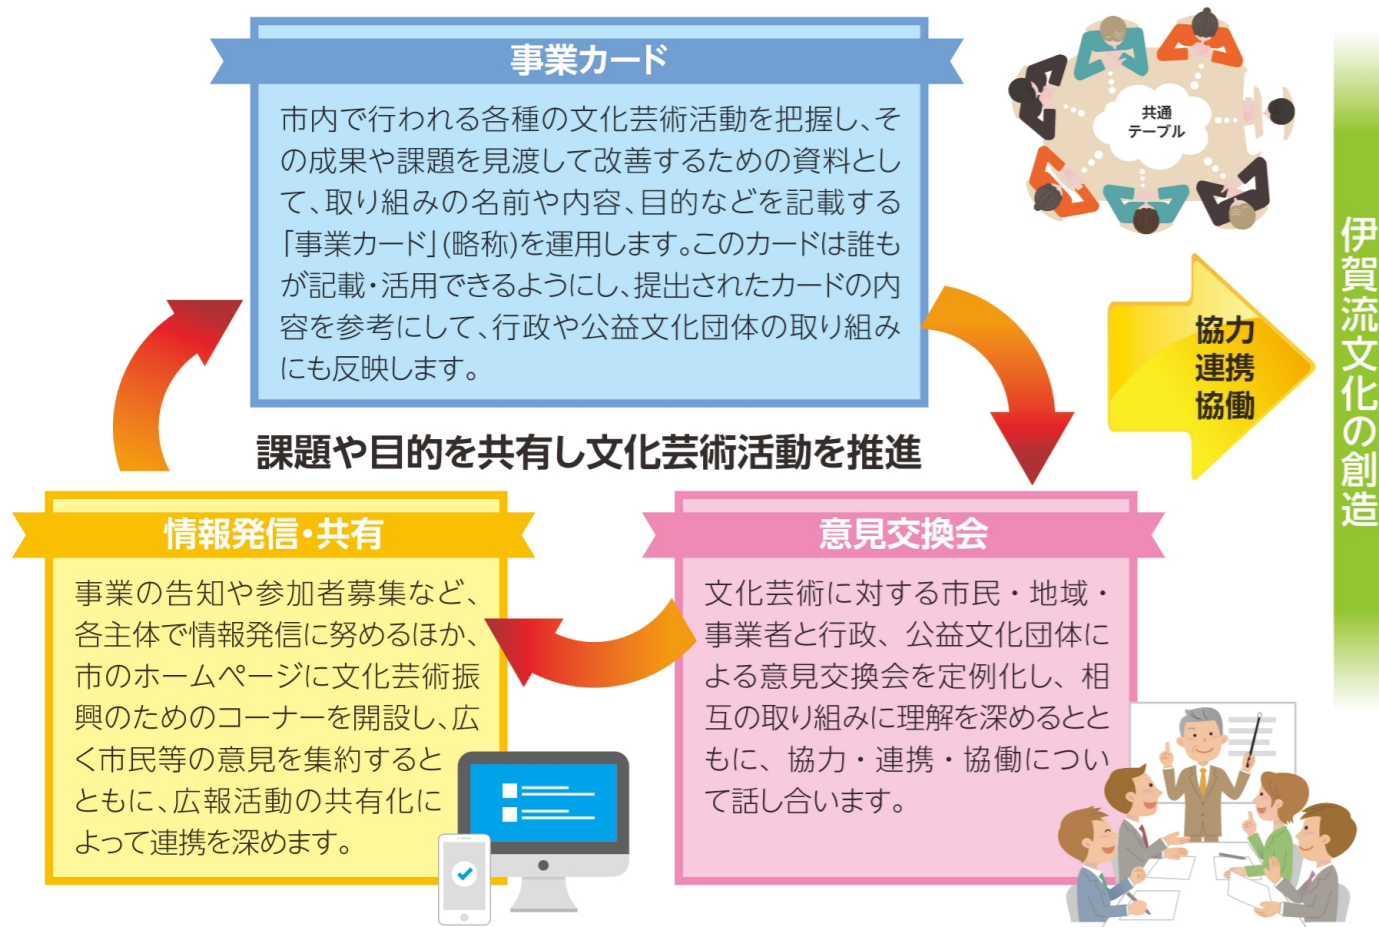 事業カード
市内で行われる各種の文化芸術活動を把握し、そ
の成果や課題を見渡して改善するための資料とし
て、取り組みの名前や内容、目的などを記載する
「事業カード」(略称)を運用します。このカードは誰も
が記載・活用できるようにし、提出されたカードの内
容を参考にして、行政や公益文化団体の取り組み
にも反映します。
共通
テーブル
協力
連携
協働
伊賀流文化の創造
課題や目的を共有し文化芸術活動を推進
情報発信・共有
事業の告知や参加者募集など、
各主体で情報発信に努めるほか、
市のホームページに文化芸術振
興のためのコーナーを開設し、広
く市民等の意見を集約すると
ともに、広報活動の共有化に
よって連携を深めます。
意見交換会
文化芸術に対する市民・地域・
事業者と行政、公益文化団体に
よる意見交換会を定例化し、相
互の取り組みに理解を深めるとと
もに、協力・連携・協働につい
て話し合います。